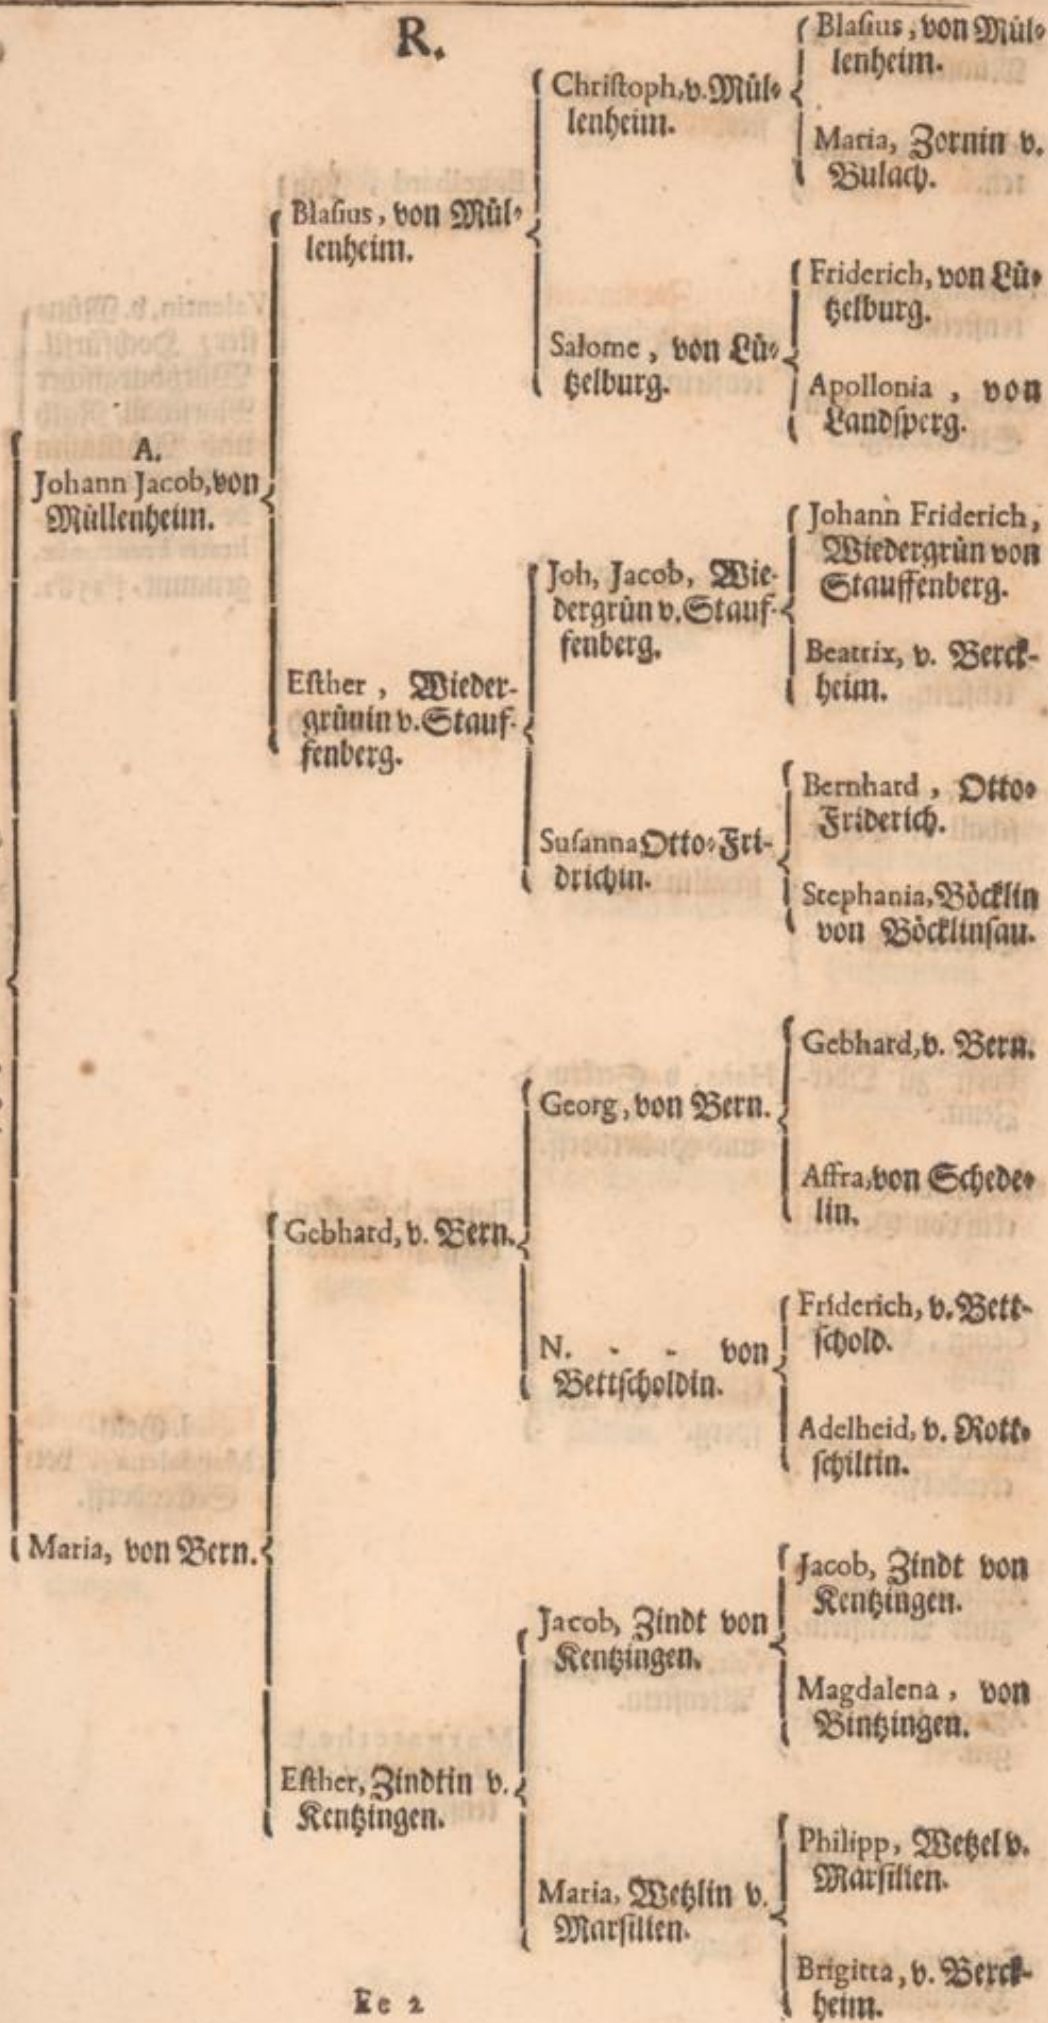 R.
A.
Johann Jacob, von
Müllenheim.
Maria, von Bern.
Blasius, von Mül-
lenheim.
Esther, Wieder-
grünin v. Stauf-
fenberg.
Gebhard, v. Bern.
Esther, Zindtin v.
Kentzingen.
Christoph, v. Mül-
lenheim.
Salome, von Lü-
tzelburg.
Joh, Jacob, Wie-
dergrün v. Stauf-
fenberg.
Susanna Otto-Fri-
drichin.
Georg, von Bern.
N. - - von
Bettscholdin.
Jacob, Zindt von
Kentzingen.
Maria, Wetzlin v.
Marsilien.
Blasius, von Mül-
lenheim.
Maria, Zornin v.
Bulach.
Friderich, von Lü-
tzelburg.
Apollonia, von
Landsperg.
Johann Friderich,
Wiedergrün von
Stauffenberg.
Beatrix, v. Berck-
heim.
Bernhard, Otto-
Friderich.
Stephania, Böcklin
von Böcklinsau.
Gebhard, v. Bern.
Affra, von Schede-
lin.
Friderich, v. Bett-
schold.
Adelheid, v. Rott-
schiltin.
Jacob, Zindt von
Kentzingen.
Magdalena, von
Bintzingen.
Philipp, Wetzel v.
Marsilien.
Brigitta, v. Berck-
heim.
Ee 2